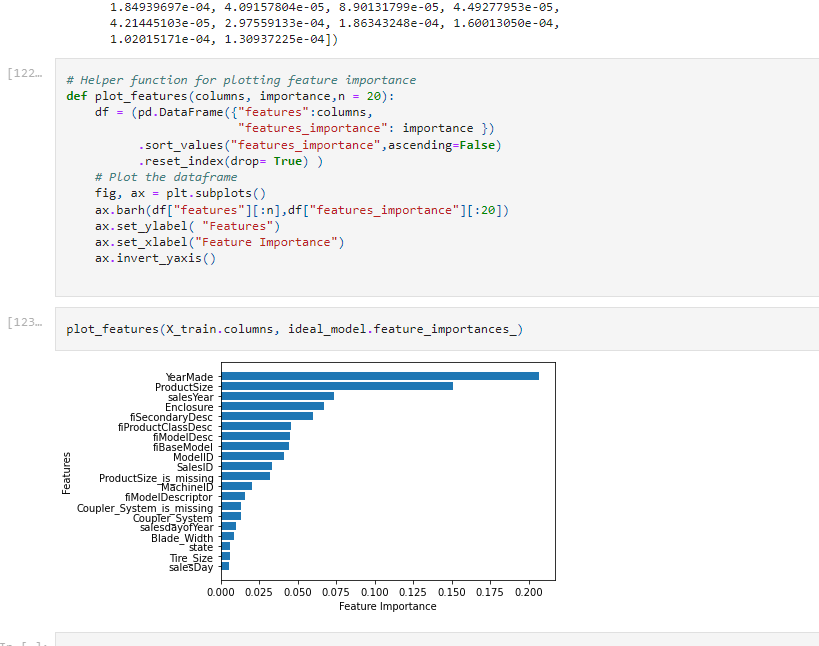 1.84939697e-04, 4.09157804e-05, 8.90131799e-05, 4.49277953e-05,
4.21445103e-05, 2.97559133e-04, 1.86343248e-04, 1.60013050e-04,
1.02015171e-04, 1.30937225e-04])
[122…
# Helper function for plotting feature importance
def plot_features(columns, importance,n = 20):
df = (pd.DataFrame({"features":columns,
"features_importance": importance })
.sort_values("features_importance",ascending=False)
.reset_index(drop= True) )
# Plot the dataframe
fig, ax = plt.subplots()
ax.barh(df["features"][:n],df["features_importance"][:20])
ax.set_ylabel( "Features")
ax.set_xlabel("Feature Importance")
ax.invert_yaxis()
[123…
plot_features(X_train.columns, ideal_model.feature_importances_)
YearMade
ProductSize
salesYear
Enclosure
fiSecondaryDesc
fiProductClassDesc
fiModelDesc
fiBaseModel
ModelID
SalesID
ProductSize_is_missing
MachineID
fiModelDescriptor
Coupler_System_is_missing
Coupler_System
salesdayofYear
Blade_Width
state
Tire_Size
salesDay
Features
0.000 0.025 0.050 0.075 0.100 0.125 0.150 0.175 0.200
Feature Importance